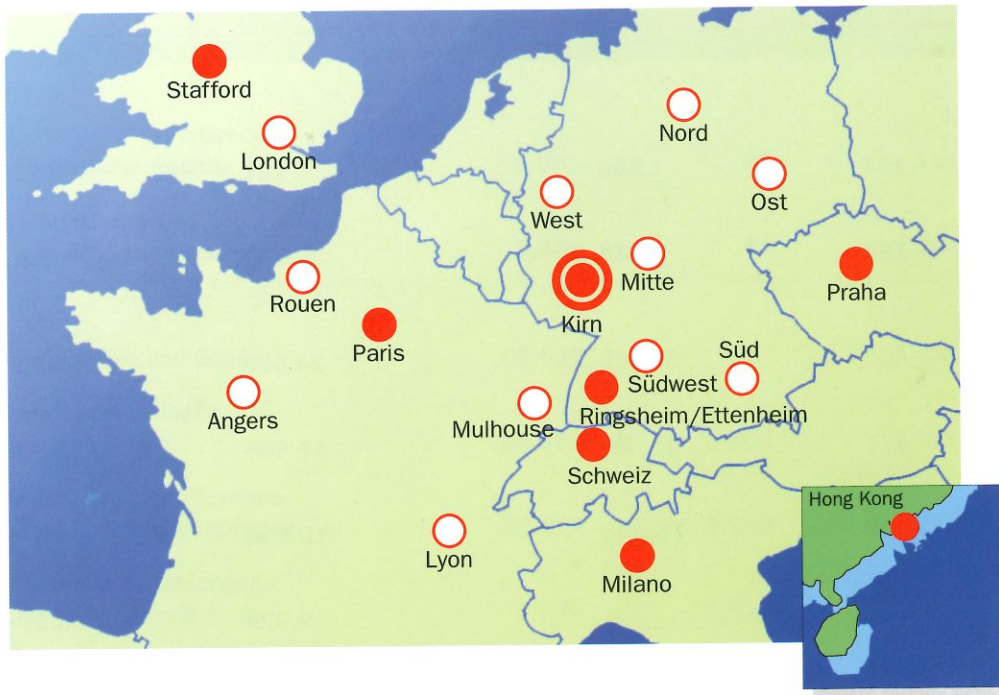 Stafford
London
Nord
Ost
West
Mitte
Praha
Rouen
Kirn
Paris
Süd
Südwest
Angers
Mulhouse
Ringsheim/Ettenheim
Schweiz
Hong Kong
Lyon
Milano